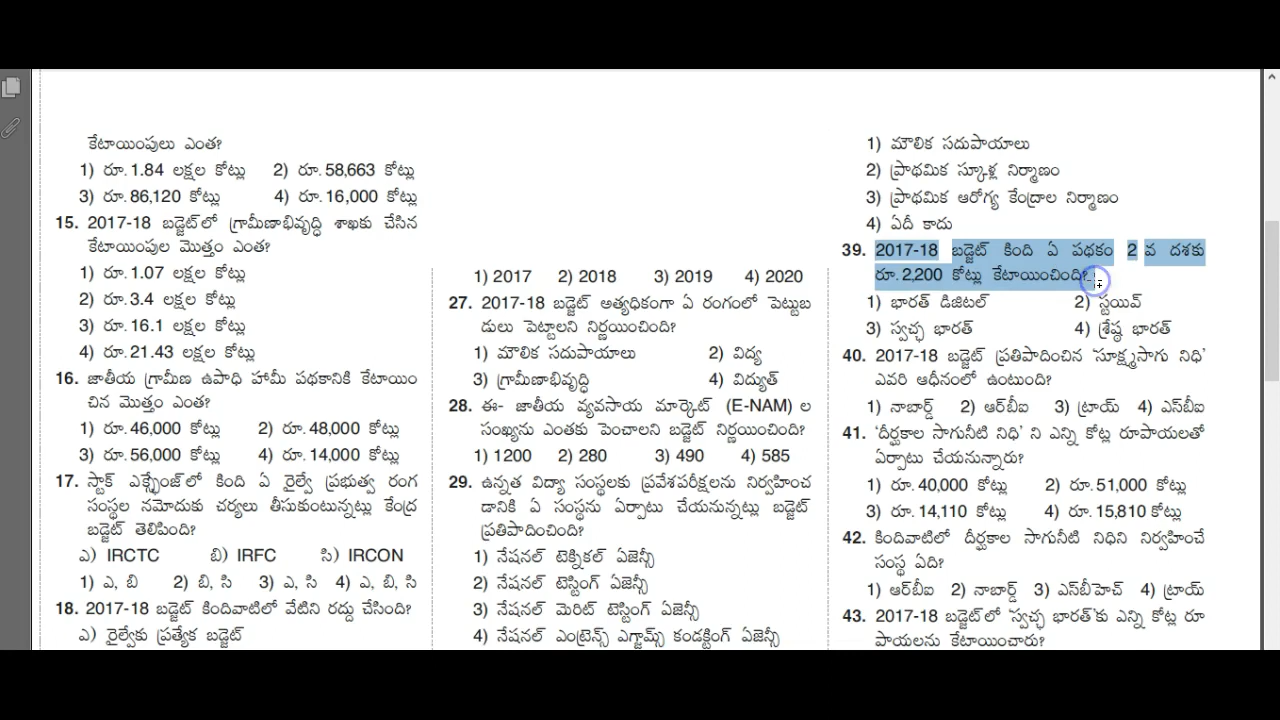 కేటాయింపులు ఎంత?
1) రూ.1.84 లక్షల కోట్లు 2) రూ.58,663 కోట్లు
3) రూ.86,120 కోట్లు 4) రూ.16,000 కోట్లు
15. 2017-18 బడ్జెట్‌లో గ్రామీణాభివృద్ధి శాఖకు చేసిన
కేటాయింపుల మొత్తం ఎంత?
1) రూ.1.07 లక్షల కోట్లు
2) రూ.3.4 లక్షల కోట్లు
3) రూ.16.1 లక్షల కోట్లు
4) రూ.21.43 లక్షల కోట్లు
16. జాతీయ గ్రామీణ ఉపాధి హామీ పథకానికి కేటాయిం
చిన మొత్తం ఎంత?
1) రూ.46,000 కోట్లు 2) రూ.48,000 కోట్లు
3) రూ.56,000 కోట్లు 4) రూ.14,000 కోట్లు
17. స్టాక్ ఎక్స్ఛేంజ్‌లో కింది ఏ రైల్వే ప్రభుత్వ రంగ
సంస్థల నమోదుకు చర్యలు తీసుకుంటున్నట్లు కేంద్ర
బడ్జెట్ తెలిపింది?
ఎ) IRCTC బి) IRFC సి) IRCON
1) ఎ, బి 2) బి, సి 3) ఎ, సి 4) ఎ, బి, సి
18. 2017-18 బడ్జెట్ కిందివాటిలో వేటిని రద్దు చేసింది?
ఎ) రైల్వేకు ప్రత్యేక బడ్జెట్
1) 2017 2) 2018 3) 2019 4) 2020
27. 2017-18 బడ్జెట్ అత్యధికంగా ఏ రంగంలో పెట్టుబ
డులు పెట్టాలని నిర్ణయించింది?
1) మౌలిక సదుపాయాలు 2) విద్య
3) గ్రామీణాభివృద్ధి 4) విద్యుత్
28. ఈ- జాతీయ వ్యవసాయ మార్కెట్ (E-NAM) ల
సంఖ్యను ఎంతకు పెంచాలని బడ్జెట్ నిర్ణయించింది?
1) 1200 2) 280 3) 490 4) 585
29. ఉన్నత విద్యా సంస్థలకు ప్రవేశపరీక్షలను నిర్వహించ
డానికి ఏ సంస్థను ఏర్పాటు చేయనున్నట్లు బడ్జెట్
ప్రతిపాదించింది?
1) నేషనల్ టెక్నికల్ ఏజెన్సీ
2) నేషనల్ టెస్టింగ్ ఏజెన్సీ
3) నేషనల్ మెరిట్ టెస్టింగ్ ఏజెన్సీ
4) నేషనల్ ఎంట్రెన్స్ ఎగ్జామ్స్ కండక్టింగ్ ఏజెన్సీ
1) మౌలిక సదుపాయాలు
2) ప్రాథమిక స్కూళ్ల నిర్మాణం
3) ప్రాథమిక ఆరోగ్య కేంద్రాల నిర్మాణం
4) ఏదీ కాదు
39. 2017-18 బడ్జెట్ కింది ఏ పథకం 2 వ దశకు
రూ.2,200 కోట్లు కేటాయించింది?
1) భారత్ డిజిటల్ 2) స్ట్రయివ్
3) స్వచ్ఛ భారత్ 4) శ్రేష్ఠ భారత్
40. 2017-18 బడ్జెట్ ప్రతిపాదించిన 'సూక్ష్మసాగు నిధి'
ఎవరి ఆధీనంలో ఉంటుంది?
1) నాబార్డ్ 2) ఆర్‌బీఐ 3) ట్రాయ్ 4) ఎస్‌బీఐ
41. 'దీర్ఘకాల సాగునీటి నిధి' ని ఎన్ని కోట్ల రూపాయలతో
ఏర్పాటు చేయనున్నారు?
1) రూ.40,000 కోట్లు 2) రూ.51,000 కోట్లు
3) రూ.14,110 కోట్లు 4) రూ.15,810 కోట్లు
42. కిందివాటిలో దీర్ఘకాల సాగునీటి నిధిని నిర్వహించే
సంస్థ ఏది?
1) ఆర్‌బీఐ 2) నాబార్డ్ 3) ఎస్‌బీహెచ్ 4) ట్రాయ్
43. 2017-18 బడ్జెట్‌లో 'స్వచ్ఛ భారత్'కు ఎన్ని కోట్ల రూ
పాయలను కేటాయించారు?